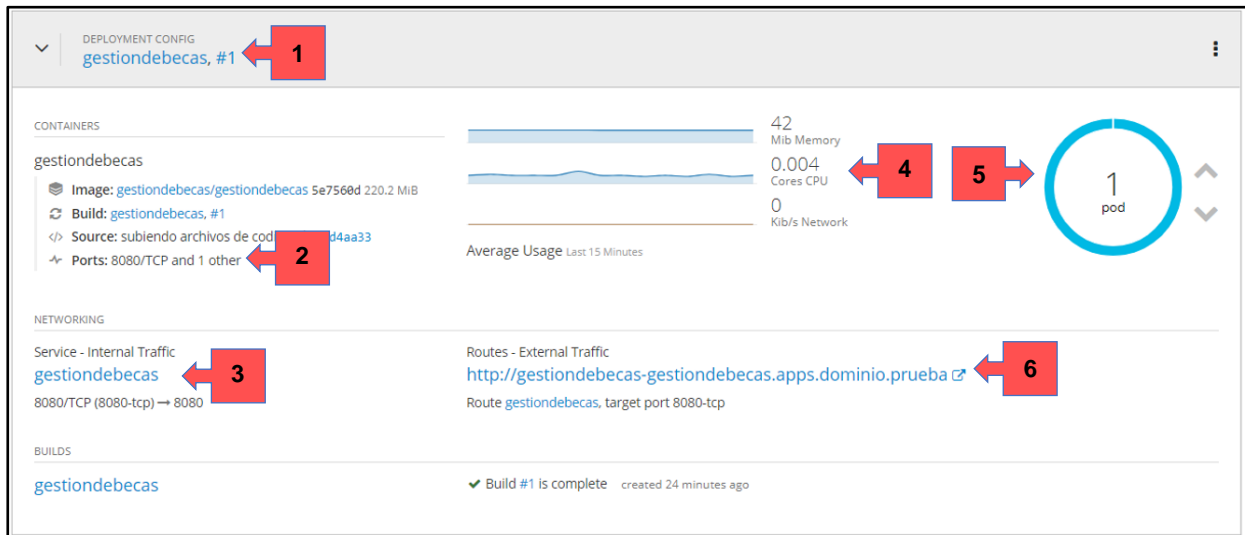 DEPLOYMENT CONFIG
gestiondebecas, #1
1
CONTAINERS
gestiondebecas
Image: gestiondebecas/gestiondebecas 5e7560d 220.2 MiB
Build: gestiondebecas, #1
Source: subiendo archivos de cod d4aa33
Ports: 8080/TCP and 1 other
2
42
Mib Memory
0.004
Cores CPU
4
0
Kib/s Network
Average Usage Last 15 Minutes
5
1
pod
NETWORKING
Service - Internal Traffic
gestiondebecas
3
8080/TCP (8080-tcp) → 8080
Routes - External Traffic
http://gestiondebecas-gestiondebecas.apps.dominio.prueba
6
Route gestiondebecas, target port 8080-tcp
BUILDS
gestiondebecas
Build #1 is complete created 24 minutes ago